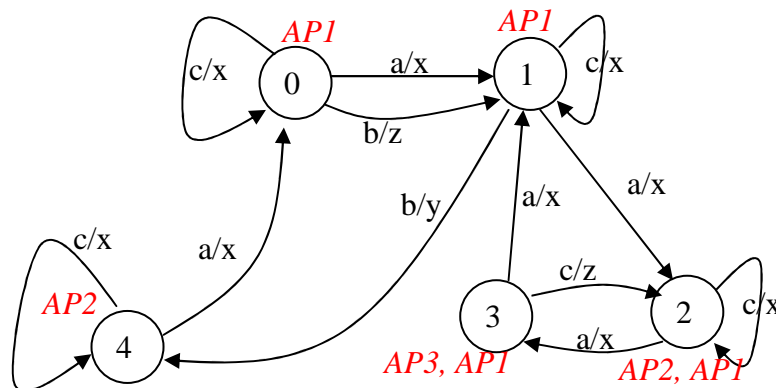 AP1
AP1
c/x
0
a/x
1
c/x
b/z
b/y
a/x
a/x
c/x
a/x
c/z
AP2
4
3
2
c/x
a/x
AP3, AP1
AP2, AP1